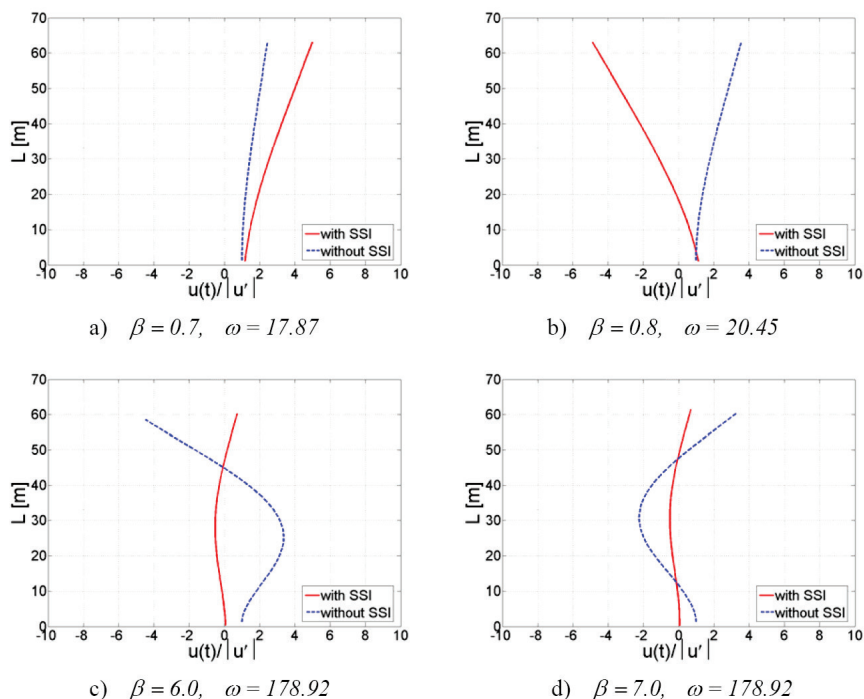 70
60
50
40
30
20
10
0
L [m]
with SSI
without SSI
-10 -8 -6 -4 -2 0 2 4 6 8 10
u(t)/|u'|
a) β = 0.7, ω = 17.87
70
60
50
40
30
20
10
0
L [m]
with SSI
without SSI
-10 -8 -6 -4 -2 0 2 4 6 8 10
u(t)/|u'|
b) β = 0.8, ω = 20.45
70
60
50
40
30
20
10
0
L [m]
with SSI
without SSI
-10 -8 -6 -4 -2 0 2 4 6 8 10
u(t)/|u'|
c) β = 6.0, ω = 178.92
70
60
50
40
30
20
10
0
L [m]
with SSI
without SSI
-10 -8 -6 -4 -2 0 2 4 6 8 10
u(t)/|u'|
d) β = 7.0, ω = 178.92